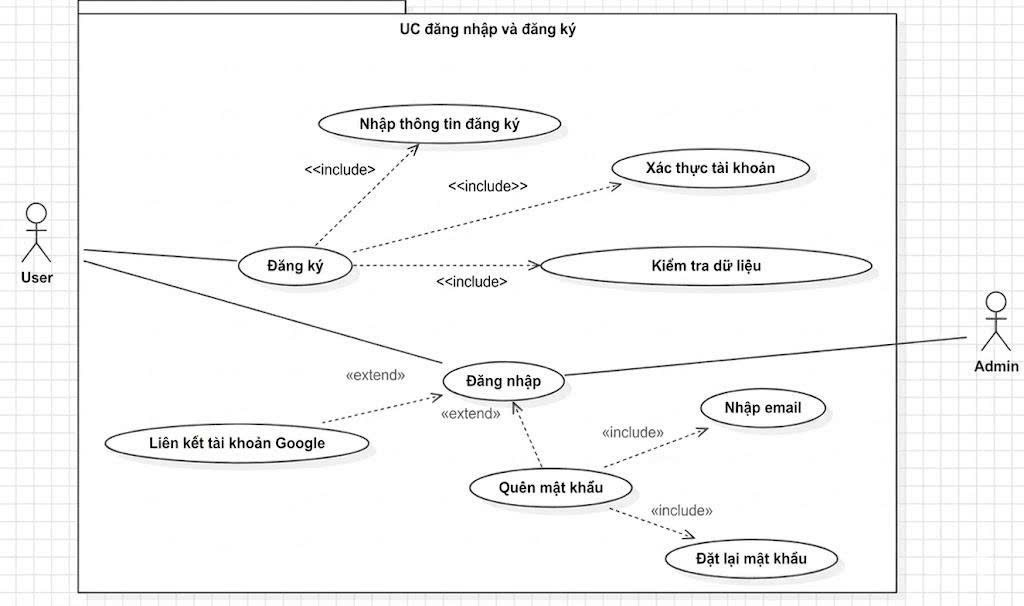 UC đăng nhập và đăng ký
Nhập thông tin đăng ký
<<include>
<<include>>
Xác thực tài khoản
User
Đăng ký
Kiểm tra dữ liệu
<<include>
Admin
«extend»
Đăng nhập
«extend»
Nhập email
«include»
Liên kết tài khoản Google
Quên mật khẩu
«include»
Đặt lại mật khẩu